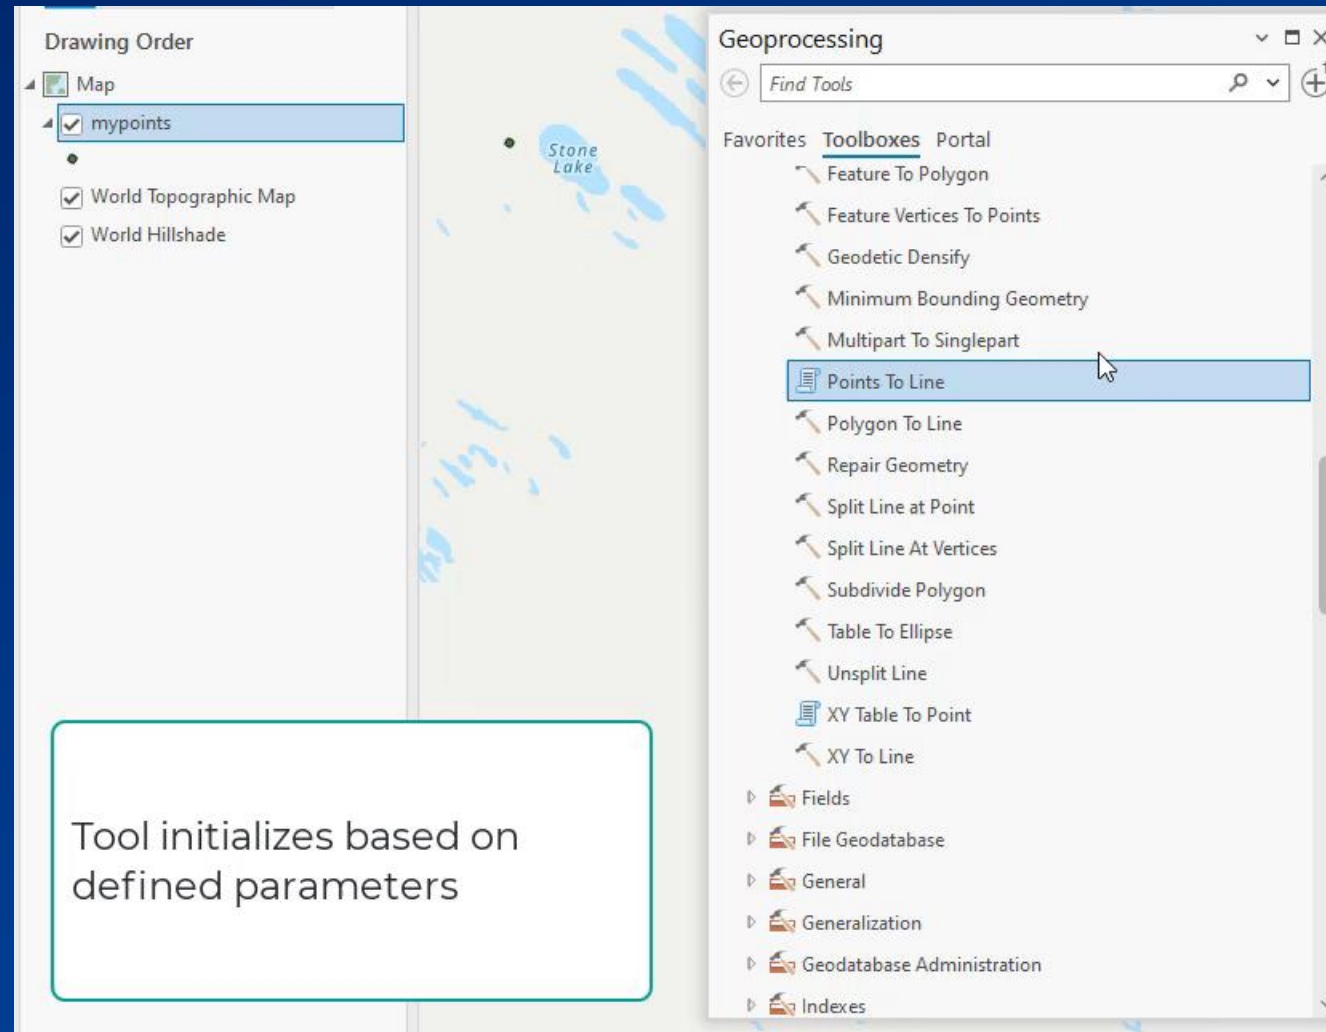 Drawing Order
Map
mypoints
World Topographic Map
World Hillshade
Stone
Lake
Geoprocessing
Find Tools
Favorites Toolboxes Portal
Feature To Polygon
Feature Vertices To Points
Geodetic Densify
Minimum Bounding Geometry
Multipart To Singlepart
Points To Line
Polygon To Line
Repair Geometry
Split Line at Point
Split Line At Vertices
Subdivide Polygon
Table To Ellipse
Unsplit Line
XY Table To Point
XY To Line
Fields
File Geodatabase
General
Generalization
Geodatabase Administration
Indexes
Tool initializes based on
defined parameters